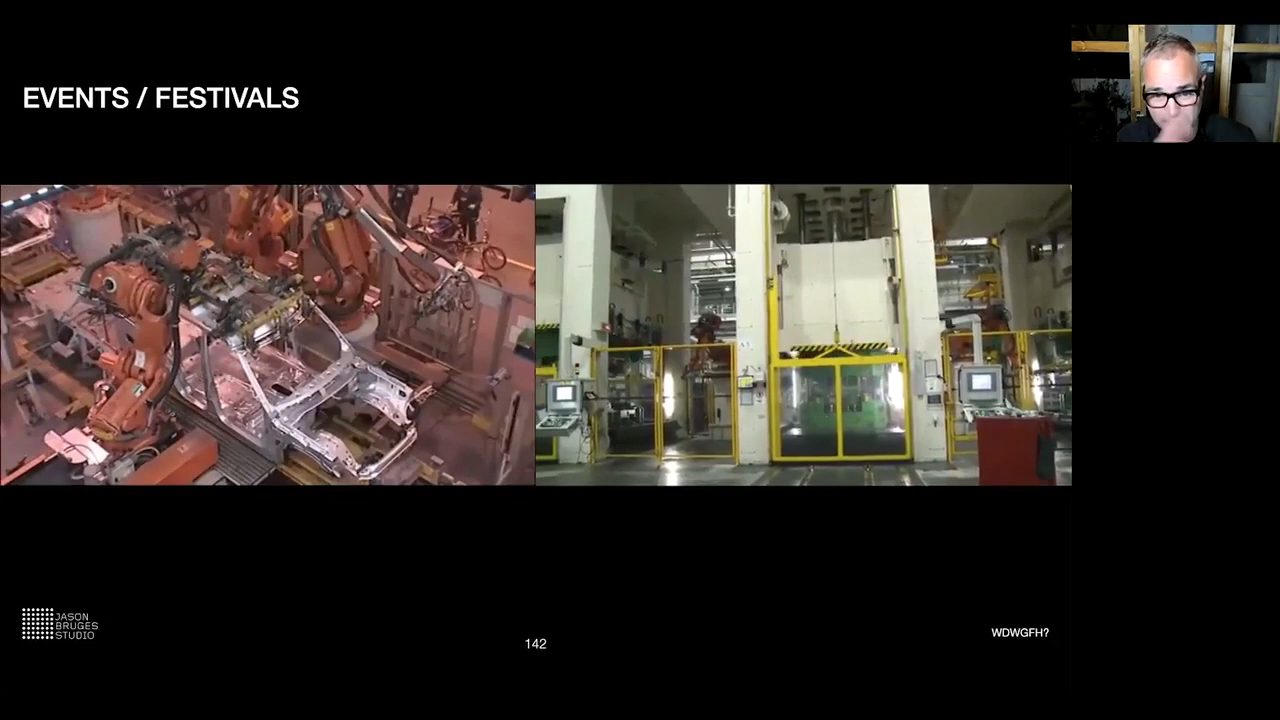 EVENTS / FESTIVALS
JASON
BRUGES
STUDIO
142
WDWGFH?